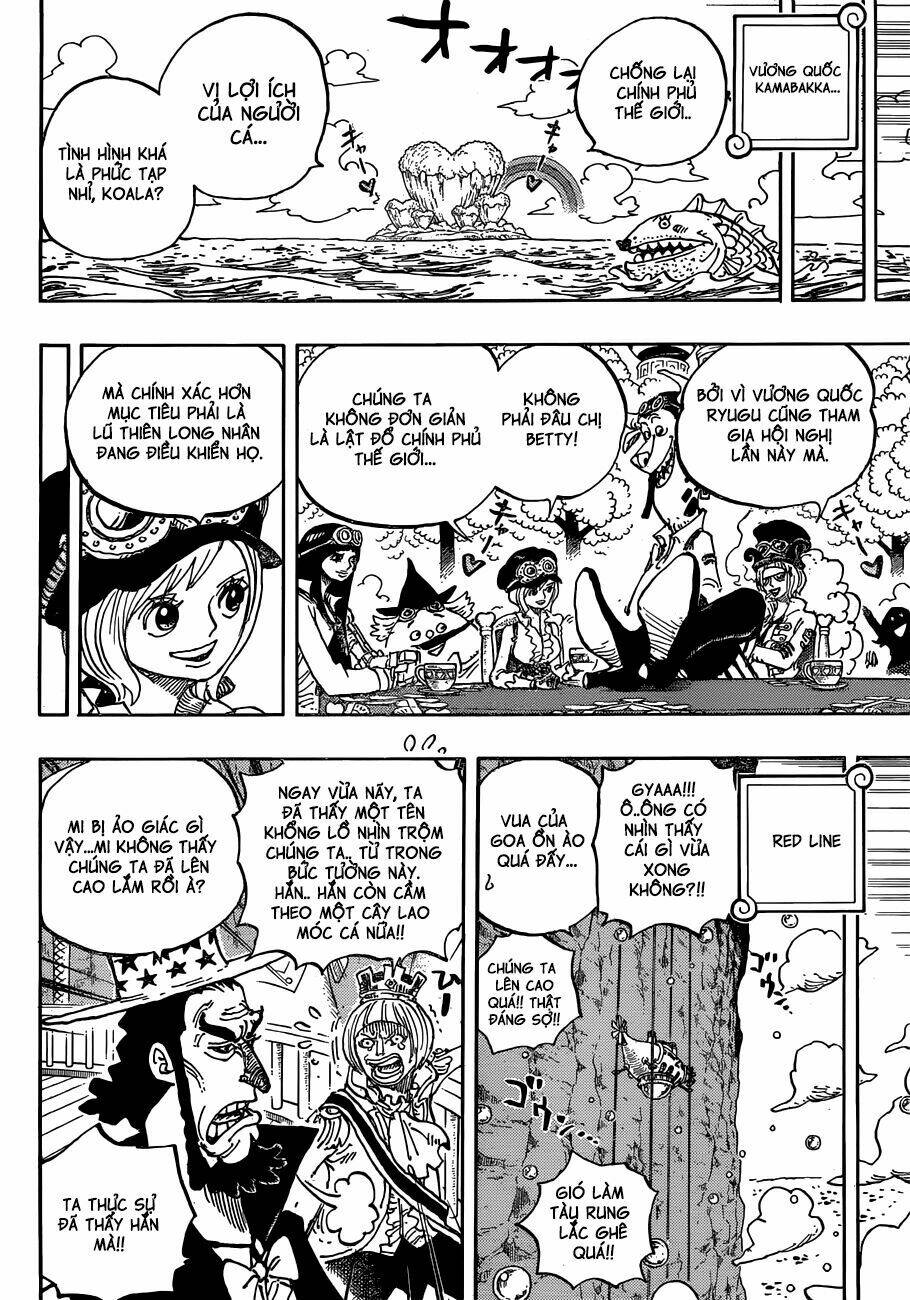 VƯƠNG QUỐC
KAMABAKKA...
CHỐNG LẠI
CHÍNH PHỦ
THẾ GIỚI..
VỊ LỢI ÍCH
CỦA NGƯỜI
CÁ...
TÌNH HÌNH KHÁ
LÀ PHỨC TẠP
NHỈ, KOALA?
オオオ
BỞI VÌ VƯƠNG QUỐC
RYUGU CŨNG THAM
GIA HỘI NGHỊ
LẦN NÀY MÀ.
KHÔNG
PHẢI ĐÂU CHỊ
BETTY!
CHÚNG TA
KHÔNG ĐƠN GIẢN
LÀ LẬT ĐỔ CHÍNH PHỦ
THẾ GIỚI...
MÀ CHÍNH XÁC HƠN
MỤC TIÊU PHẢI LÀ
LŨ THIÊN LONG NHÂN
ĐANG ĐIỀU KHIỂN HỌ.
RED LINE
GYAAA!!!
Ô..ÔNG CÓ
NHÌN THẤY
CÁI GÌ VỪA
XONG
KHÔNG?!!
VUA CỦA
GOA ỒN ÀO
QUÁ ĐẤY...
CHÚNG TA
LÊN CAO
QUÁ!! THẬT
ĐÁNG SỢ!!
GIÓ LÀM
TÀU RUNG
LẮC GHÊ
QUÁ!!
NGAY VỪA NÃY, TA
ĐÃ THẤY MỘT TÊN
KHỔNG LỒ NHÌN TRỘM
CHÚNG TA.. TỪ TRONG
BỨC TƯỜNG NÀY.
HẮN.. HẮN CÒN CẦM
THEO MỘT CÂY LAO
MÓC CÁ NỮA!!
MI BỊ ẢO GIÁC GÌ
VẬY...MI KHÔNG THẤY
CHÚNG TA ĐÃ LÊN
CAO LẮM RỒI À?
TA THỰC SỰ
ĐÃ THẤY HẮN
MÀ!!